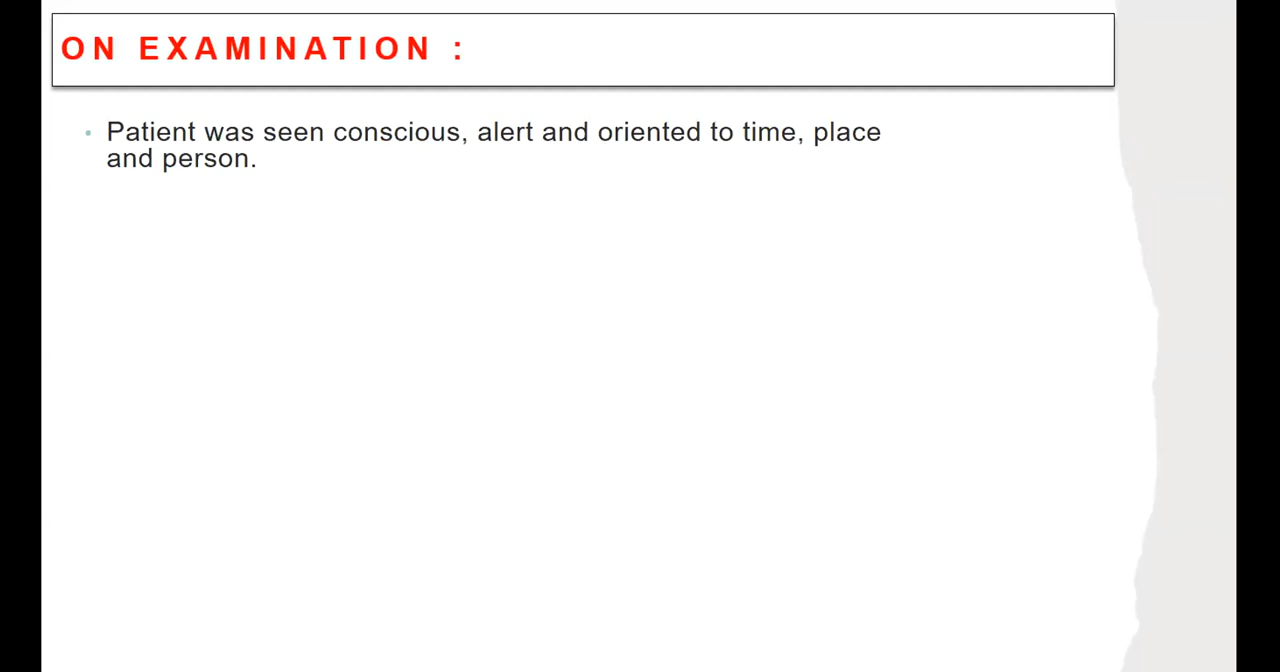 ON EXAMINATION :
• Patient was seen conscious, alert and oriented to time, place
and person.